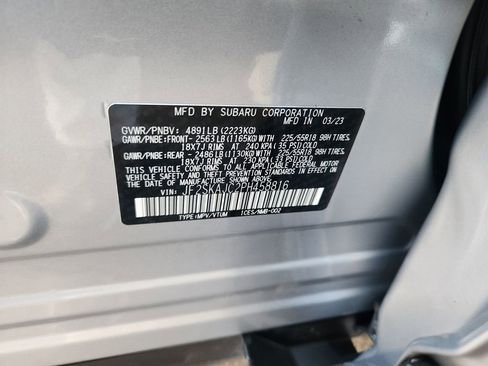 MFD. BY SUBARU CORPORATION
MFD IN 03/23
GVWR/PNBV: 4891LB(2223KG)
GAWR/PNBE:FRONT- 2563LB(1165KG)WITH 225/55R18 98H TIRES,
18X7J RIMS AT 240 KPA(35 PSI)COLD
GAWR/PNBE:REAR - 2486LB(1130KG)WITH 225/55R18 98H TIRES,
18X7J RIMS AT 230 KPA(33 PSI)COLD
THIS VEHICLE CONFORMS TO ALL APPLICABLE
FEDERAL MOTOR VEHICLE SAFETY, BUMPER,
AND THEFT PREVENTION STANDARDS IN EFFECT
ON THE DATE OF MANUFACTURE SHOWN ABOVE.
VIN: JF2SKAJC2PH458816
TYPE:MPV/VTUM ICES/NMB-002